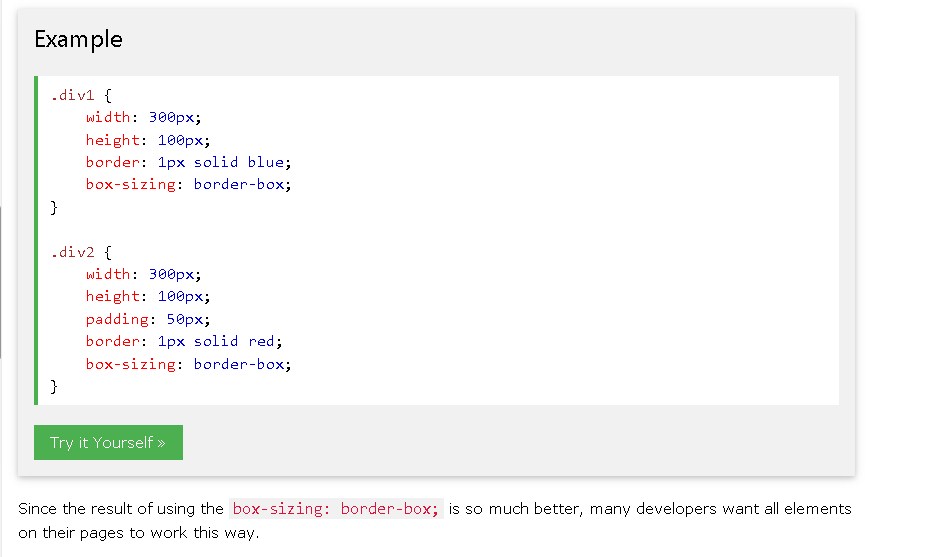 Example
.div1 {
    width: 300px;
    height: 100px;
    border: 1px solid blue;
    box-sizing: border-box;
}

.div2 {
    width: 300px;
    height: 100px;
    padding: 50px;
    border: 1px solid red;
    box-sizing: border-box;
}
Try it Yourself »
Since the result of using the box-sizing: border-box; is so much better, many developers want all elements
on their pages to work this way.